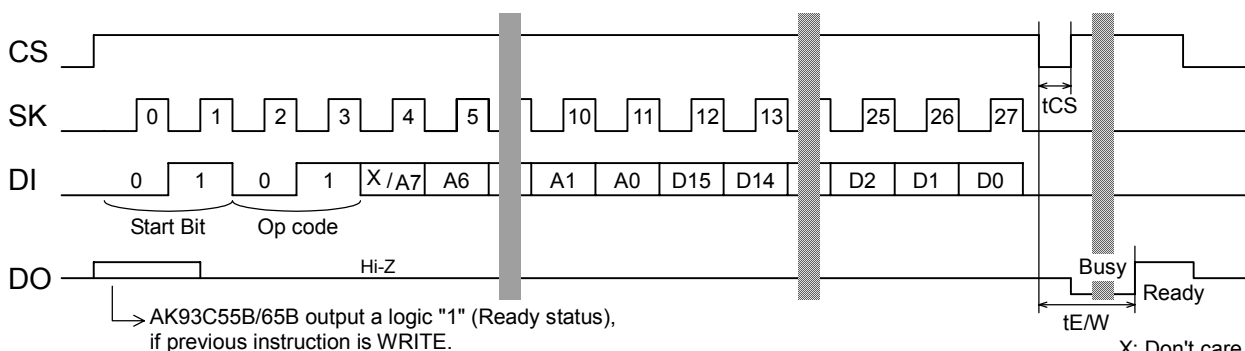 CS
tCS
SK 0 1 2 3 4 5 10 11 12 13 25 26 27
DI 0 1 0 1 X /A7 A6 A1 A0 D15 D14 D2 D1 D0
Start Bit Op code
DO Hi-Z Busy Ready
tE/W
AK93C55B/65B output a logic "1" (Ready status),
if previous instruction is WRITE.
X: Don't care